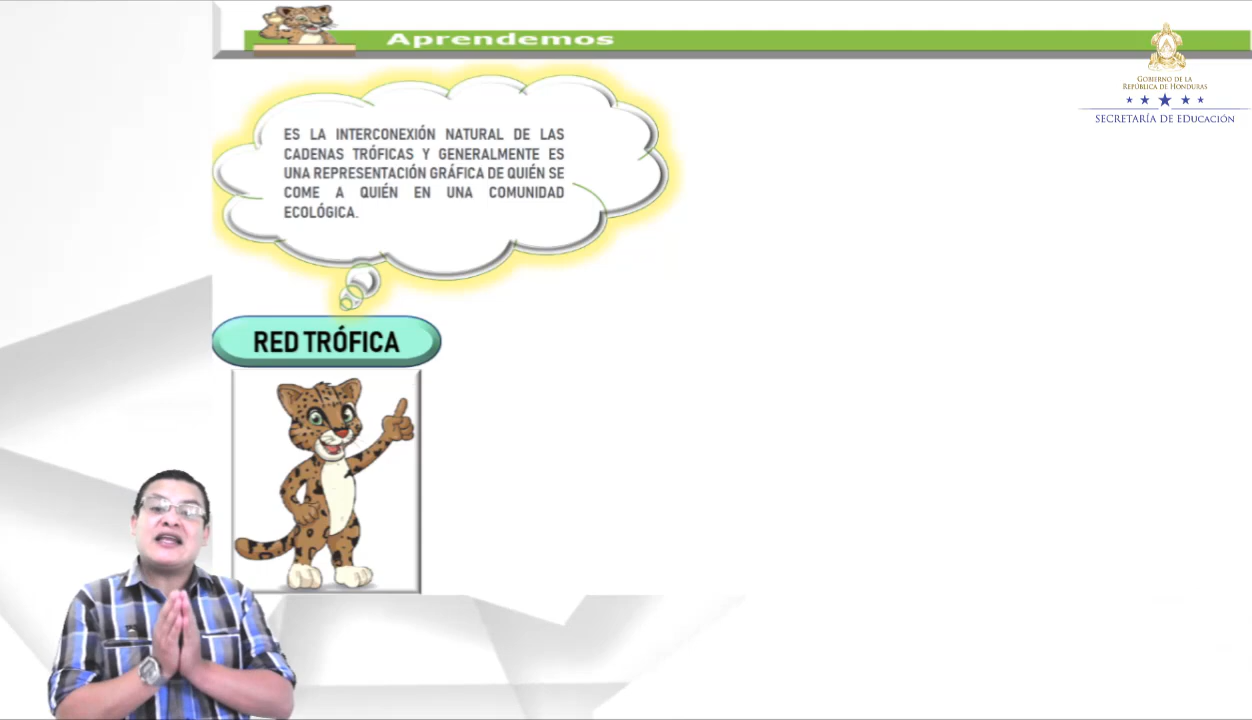 Aprendemos
GOBIERNO DE LA
REPÚBLICA DE HONDURAS
SECRETARÍA DE EDUCACIÓN
ES LA INTERCONEXIÓN NATURAL DE LAS
CADENAS TRÓFICAS Y GENERALMENTE ES
UNA REPRESENTACIÓN GRÁFICA DE QUIÉN SE
COME A QUIÉN EN UNA COMUNIDAD
ECOLÓGICA.
RED TRÓFICA